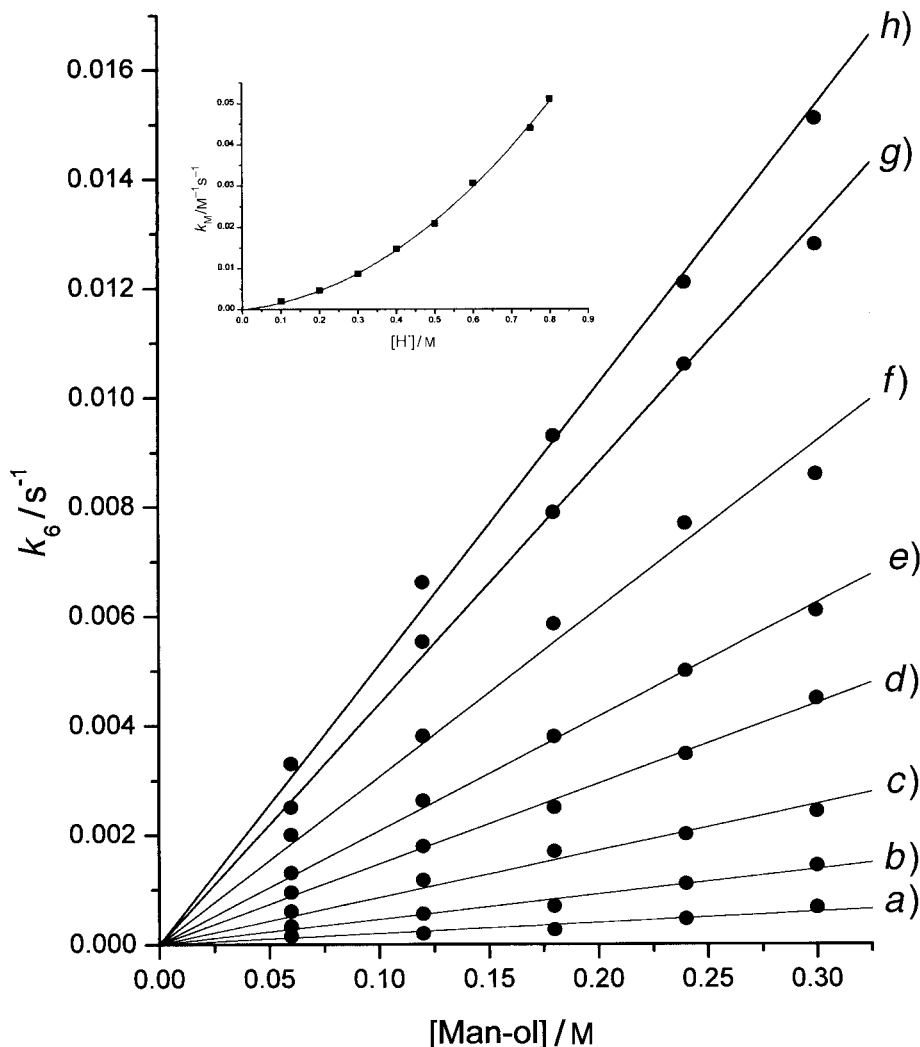 h)
0.016
g)
0.05
0.04
0.014
0.03
k_M/M⁻¹s⁻¹
0.02
0.012
0.01
f)
0.00
0.0 0.1 0.2 0.3 0.4 0.5 0.6 0.7 0.8 0.9
[H⁺]/M
0.010
k₆/s⁻¹
0.008
e)
0.006
d)
0.004
c)
0.002
b)
a)
0.000
0.00 0.05 0.10 0.15 0.20 0.25 0.30
[Man-ol]/M